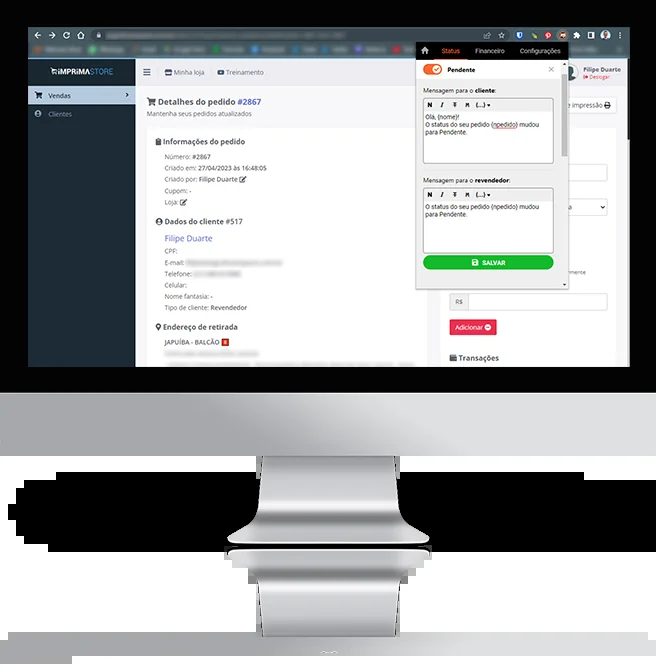 Status Financeiro Configurações
iMPRiMASTORE
Minha loja Treinamento
Filipe Duarte
Deslogar
Pendente
Vendas
Clientes
Detalhes do pedido #2867
Mantenha seus pedidos atualizados
e impressão
Mensagem para o cliente:
N I T M {...}
Olá, {nome}!
O status do seu pedido {npedido} mudou
para Pendente.
Mensagem para o revendedor:
N I T M {...}
O status do seu pedido {npedido} mudou
para Pendente.
SALVAR
Informações do pedido
Número: #2867
Criado em: 27/04/2023 às 16:48:05
Criado por: Filipe Duarte
Cupom: -
Loja:
Dados do cliente #517
Filipe Duarte
CPF:
E-mail:
Telefone:
Celular:
Nome fantasia: -
Tipo de cliente: Revendedor
Endereço de retirada
JAPUÍBA - BALCÃO
a
mente
R$
Adicionar
Transações